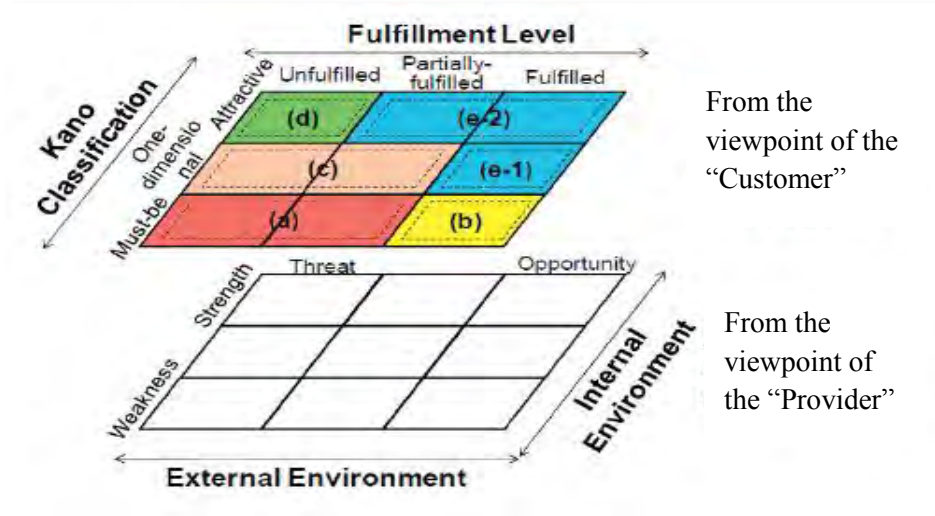 Fulfillment Level
Unfulfilled
Partially-
fulfilled
Fulfilled
Kano
Classification
Attractive
One-
dimensio
nal
Must-be
(d)
(e-2)
(c)
(e-1)
(a)
(b)
From the
viewpoint of the
“Customer”
Threat
Opportunity
Strength
Weakness
Internal
Environment
External Environment
From the
viewpoint of
the “Provider”